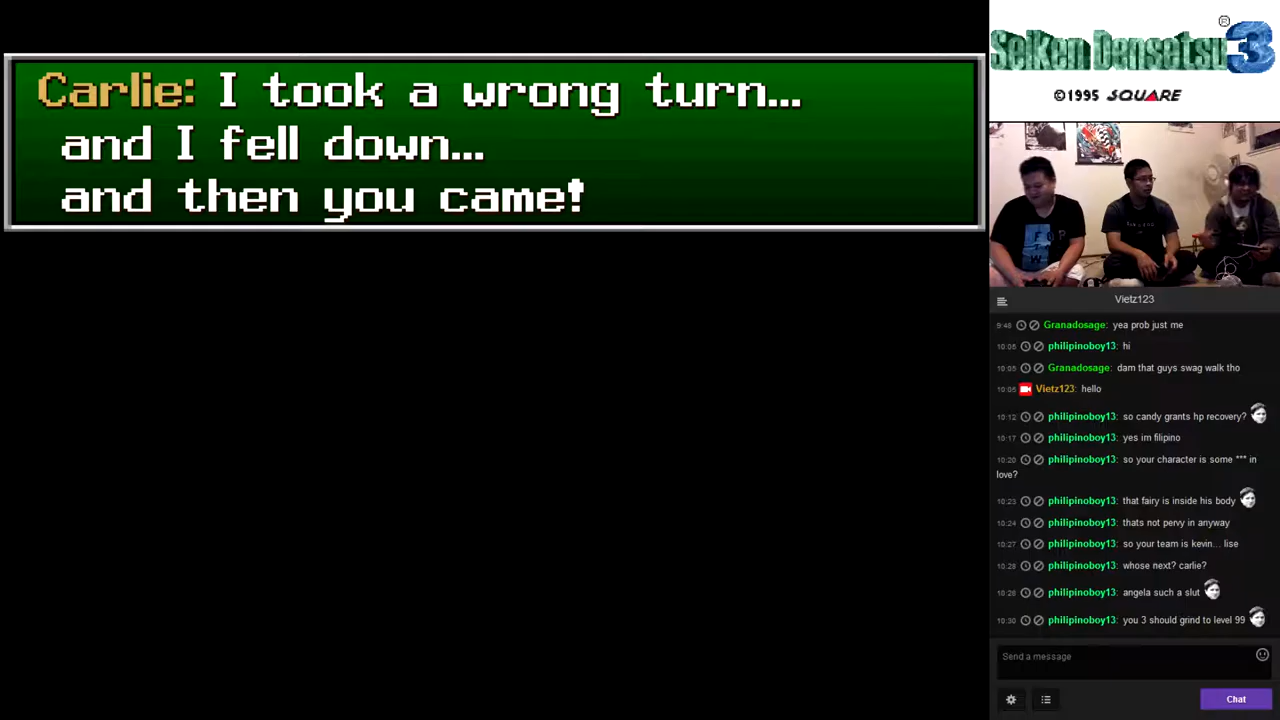 Carlie: I took a wrong turn...
and I fell down...
and then you came!
®
Seiken Densetsu 3
©1995 SQUARE
Vietz123
9:48 Granadosage: yea prob just me
10:05 philipinoboy13: hi
10:05 Granadosage: dam that guys swag walk tho
10:05 Vietz123: hello
10:12 philipinoboy13: so candy grants hp recovery?
10:17 philipinoboy13: yes im filipino
10:20 philipinoboy13: so your character is some *** in
love?
10:23 philipinoboy13: that fairy is inside his body
10:24 philipinoboy13: thats not pervy in anyway
10:27 philipinoboy13: so your team is kevin... lise
10:28 philipinoboy13: whose next? carlie?
10:28 philipinoboy13: angela such a slut
10:30 philipinoboy13: you 3 should grind to level 99
Send a message
Chat